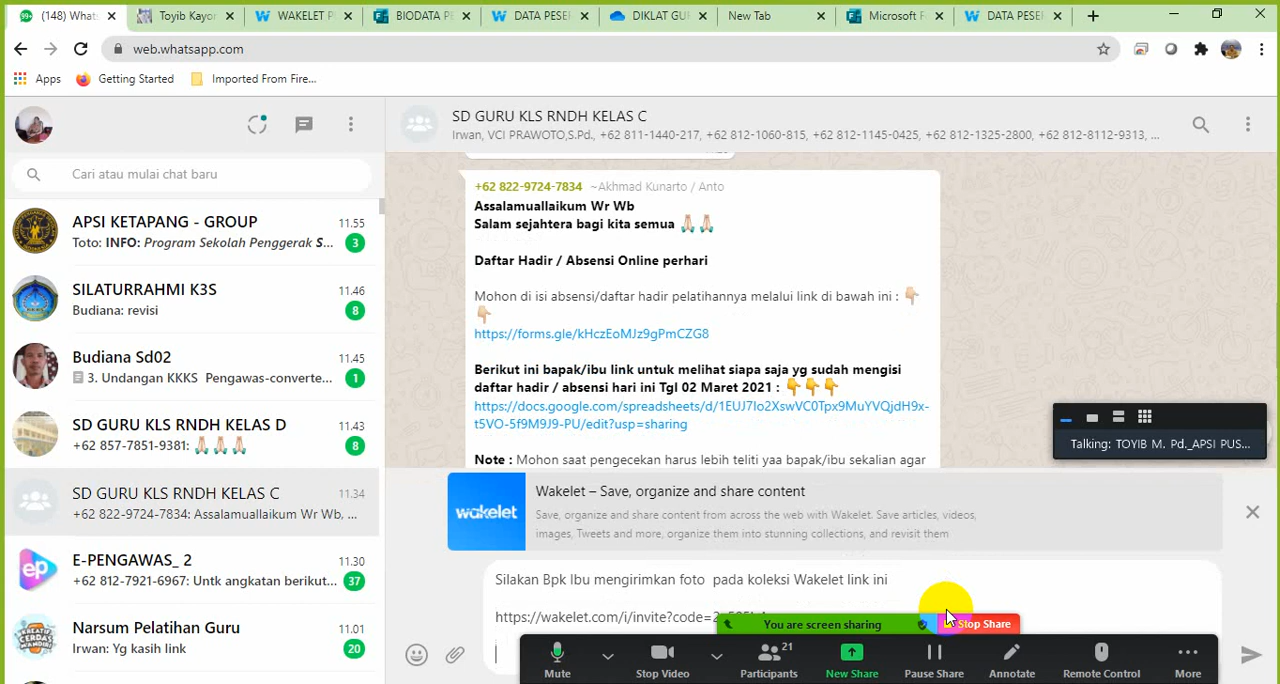 (148) Whats
Toyib Kayor
WAKELET P
BIODATA PE
DATA PESE
DIKLAT GU
New Tab
Microsoft F
DATA PESE
web.whatsapp.com
Apps
Getting Started
Imported From Fire...
SD GURU KLS RNDH KELAS C
Irwan, VCI PRAWOTO,S.Pd., +62 811-1440-217, +62 812-1060-815, +62 812-1145-0425, +62 812-1325-2800, +62 812-8112-9313, ...
Cari atau mulai chat baru
APSI KETAPANG - GROUP
11.55
Toto: INFO: Program Sekolah Penggerak S...
3
SILATURRAHMI K3S
11.46
Budiana: revisi
8
Budiana Sd02
11.45
3. Undangan KKKS Pengawas-converte...
1
SD GURU KLS RNDH KELAS D
11.43
+62 857-7851-9381: 🙏🏻🙏🏻🙏🏻
8
SD GURU KLS RNDH KELAS C
11.34
+62 822-9724-7834: Assalamuallaikum Wr Wb, ...
E-PENGAWAS_ 2
11.30
+62 812-7921-6967: Untk angkatan berikut...
37
Narsum Pelatihan Guru
11.01
Irwan: Yg kasih link
20
+62 822-9724-7834 ~Akhmad Kunarto / Anto
Assalamuallaikum Wr Wb
Salam sejahtera bagi kita semua 🙏🏻🙏🏻
Daftar Hadir / Absensi Online perhari
Mohon di isi absensi/daftar hadir pelatihannya melalui link di bawah ini : 👇🏻
👇🏻
https://forms.gle/kHczEoMJz9gPmCZG8
Berikut ini bapak/ibu link untuk melihat siapa saja yg sudah mengisi
daftar hadir / absensi hari ini Tgl 02 Maret 2021 : 👇👇👇
https://docs.google.com/spreadsheets/d/1EUJ7Io2XswVC0Tpx9MuYVQjdH9x-
t5VO-5f9M9J9-PU/edit?usp=sharing
Note : Mohon saat pengecekan harus lebih teliti yaa bapak/ibu sekalian agar
Talking: TOYIB M. Pd._APSI PUS...
wakelet
Wakelet – Save, organize and share content
Save, organize and share content from across the web with Wakelet. Save articles, videos,
images, Tweets and more, organize them into stunning collections, and revisit them
Silakan Bpk Ibu mengirimkan foto pada koleksi Wakelet link ini
https://wakelet.com/i/invite?code=
You are screen sharing
Stop Share
Mute
Stop Video
21
Participants
New Share
Pause Share
Annotate
Remote Control
More